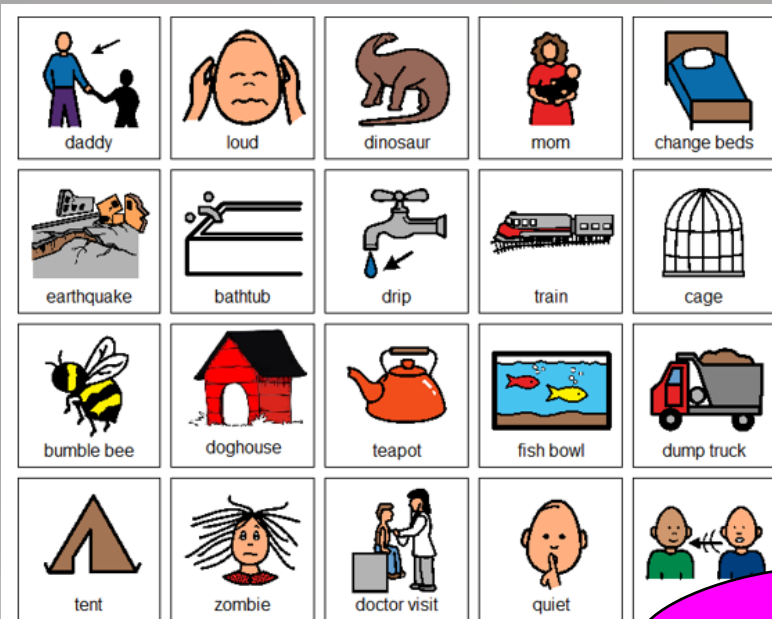 daddy
loud
dinosaur
mom
change beds
earthquake
bathtub
drip
train
cage
bumble bee
doghouse
teapot
fish bowl
dump truck
tent
zombie
doctor visit
quiet